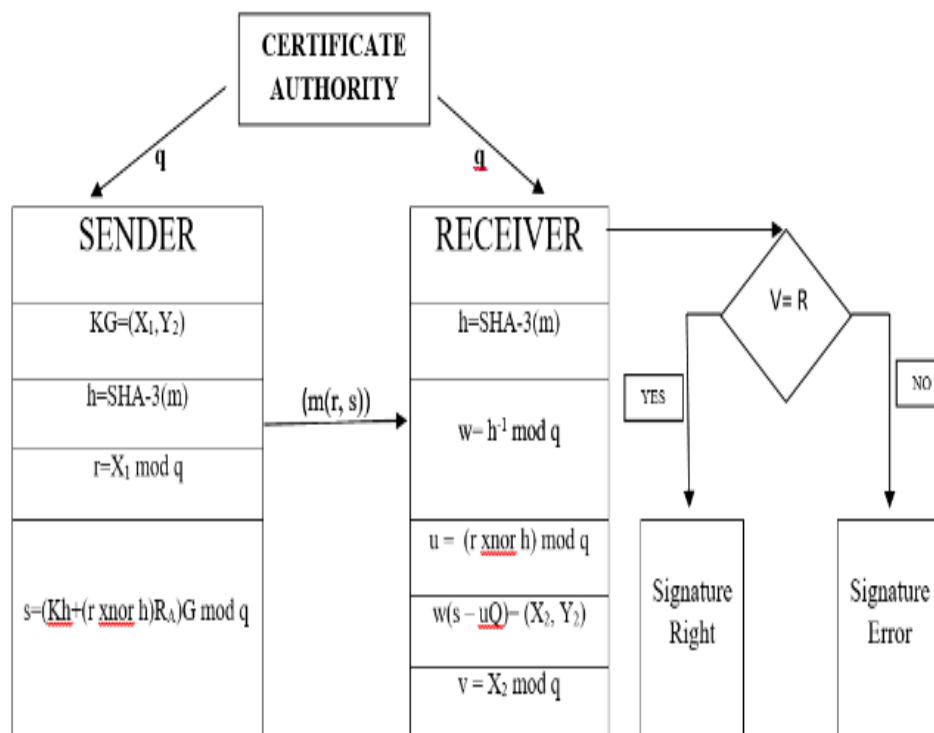 CERTIFICATE
AUTHORITY
q
q
SENDER
KG=(X₁,Y₂)
h=SHA-3(m)
r=X₁ mod q
s=(Kh+(r xnor h)R_A)G mod q
(m(r, s))
RECEIVER
h=SHA-3(m)
w= h⁻¹ mod q
u = (r xnor h) mod q
w(s – uQ)= (X₂, Y₂)
v = X₂ mod q
V= R
YES
NO
Signature
Right
Signature
Error